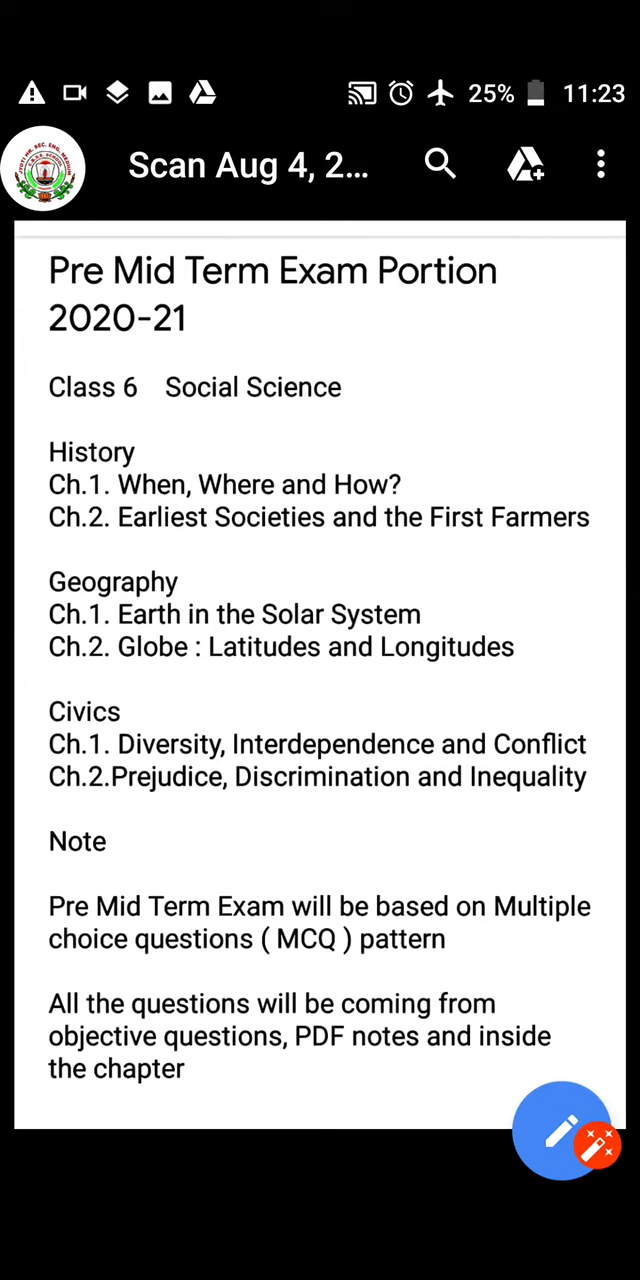 25% 11:23
Scan Aug 4, 2...
Pre Mid Term Exam Portion
2020-21
Class 6 Social Science
History
Ch.1. When, Where and How?
Ch.2. Earliest Societies and the First Farmers
Geography
Ch.1. Earth in the Solar System
Ch.2. Globe : Latitudes and Longitudes
Civics
Ch.1. Diversity, Interdependence and Conflict
Ch.2.Prejudice, Discrimination and Inequality
Note
Pre Mid Term Exam will be based on Multiple
choice questions ( MCQ ) pattern
All the questions will be coming from
objective questions, PDF notes and inside
the chapter